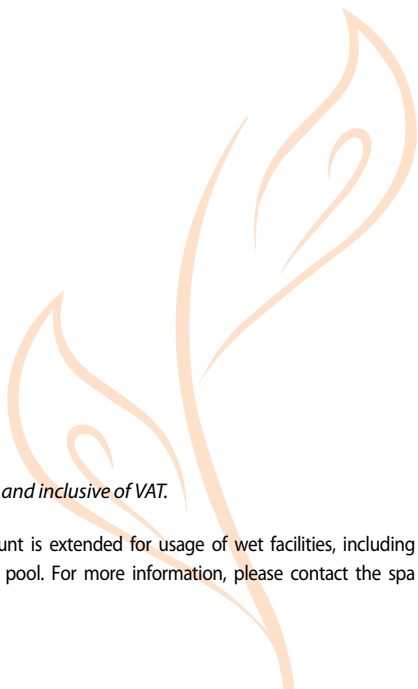 and inclusive of VAT.
unt is extended for usage of wet facilities, including
pool. For more information, please contact the spa